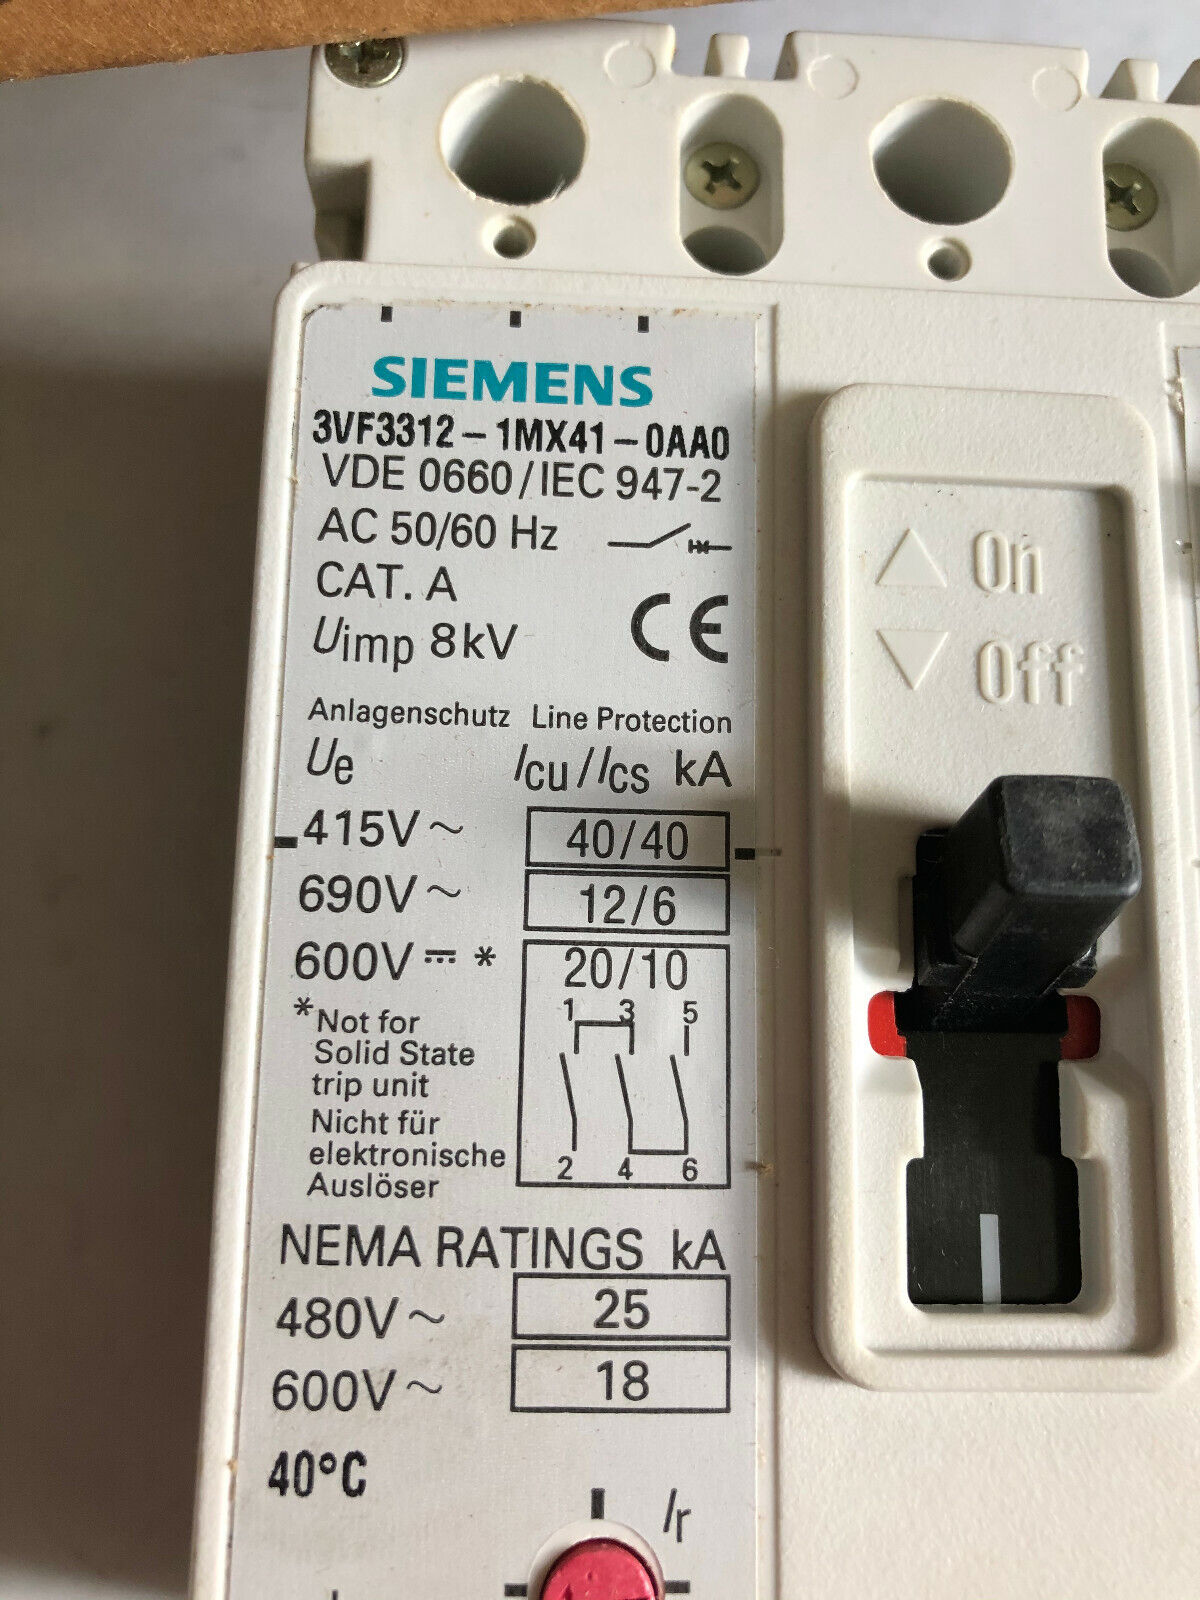 SIEMENS
3VF3312-1MX41-0AA0
VDE 0660/IEC 947-2
AC 50/60 Hz
CAT. A
Uimp 8kV CE
Anlagenschutz Line Protection
Ue Icu/Ics kA
415V~ 40/40
690V~ 12/6
600V⎓ * 20/10
1 3 5
*Not for
Solid State
trip unit
Nicht für
elektronische
Auslöser
2 4 6
NEMA RATINGS kA
480V~ 25
600V~ 18
40°C
Ir
On
Off